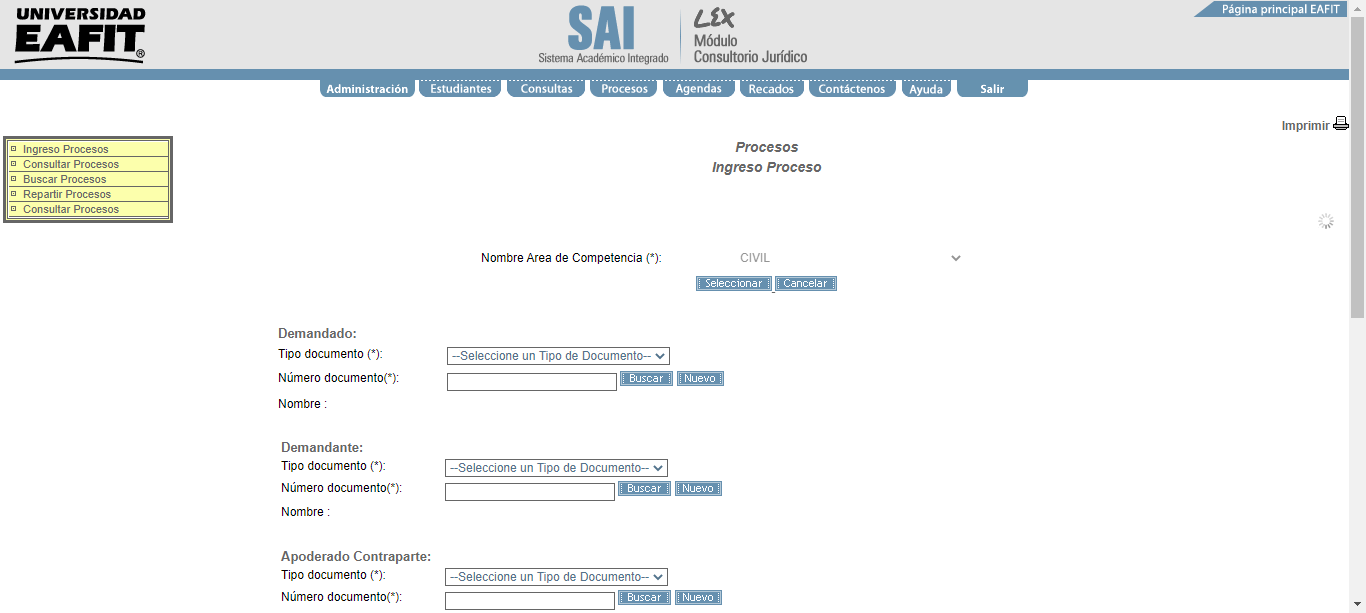 UNIVERSIDAD
EAFIT®
SAI
Sistema Académico Integrado
LEX
Módulo
Consultorio Jurídico
Página principal EAFIT
Administración Estudiantes Consultas Procesos Agendas Recados Contáctenos Ayuda Salir
Imprimir
Ingreso Procesos
Consultar Procesos
Buscar Procesos
Repartir Procesos
Consultar Procesos
Procesos
Ingreso Proceso
Nombre Area de Competencia (*): CIVIL
Seleccionar Cancelar
Demandado:
Tipo documento (*): --Seleccione un Tipo de Documento--
Número documento(*): Buscar Nuevo
Nombre :
Demandante:
Tipo documento (*): --Seleccione un Tipo de Documento--
Número documento(*): Buscar Nuevo
Nombre :
Apoderado Contraparte:
Tipo documento (*): --Seleccione un Tipo de Documento--
Número documento(*): Buscar Nuevo